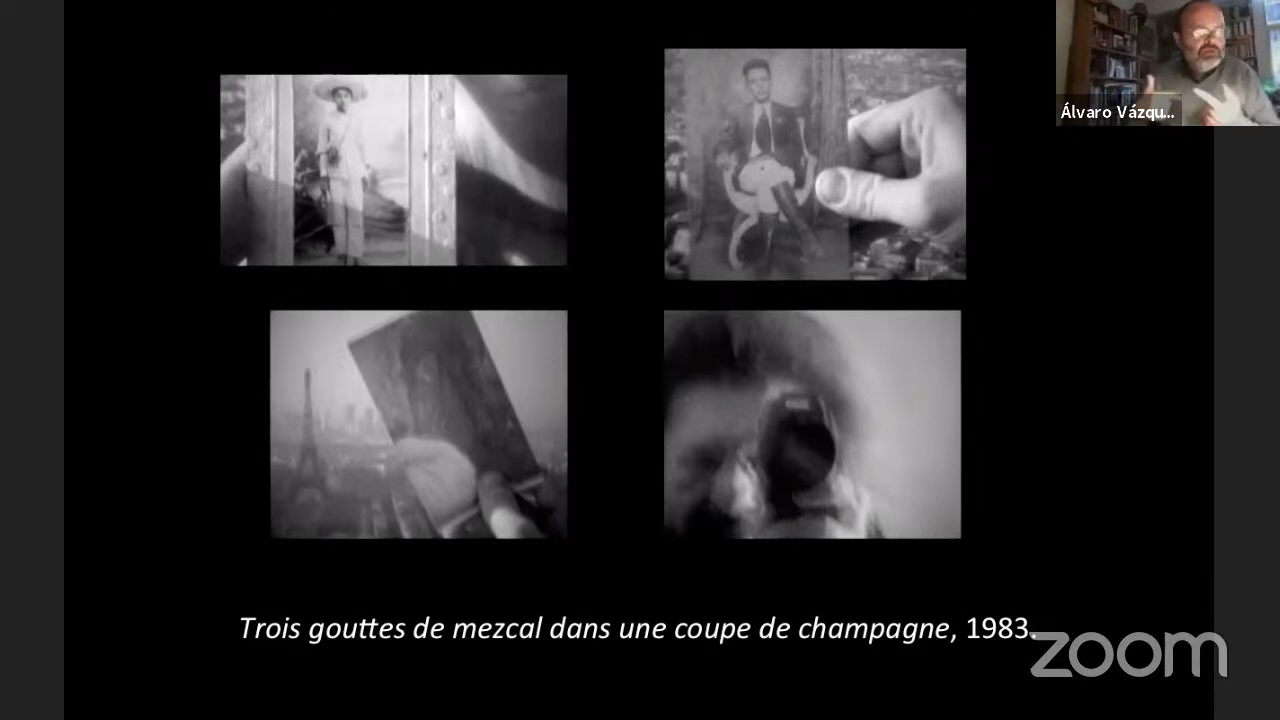 Álvaro Vázqu...
Trois gouttes de mezcal dans une coupe de champagne, 1983.
zoom